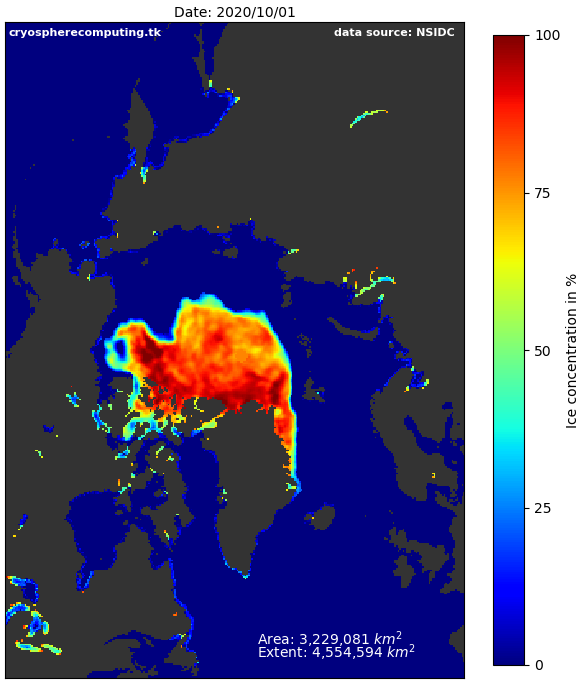 Date: 2020/10/01
cryospherecomputing.tk data source: NSIDC
100
75
50
25
0
Ice concentration in %
Area: 3,229,081 km²
Extent: 4,554,594 km²